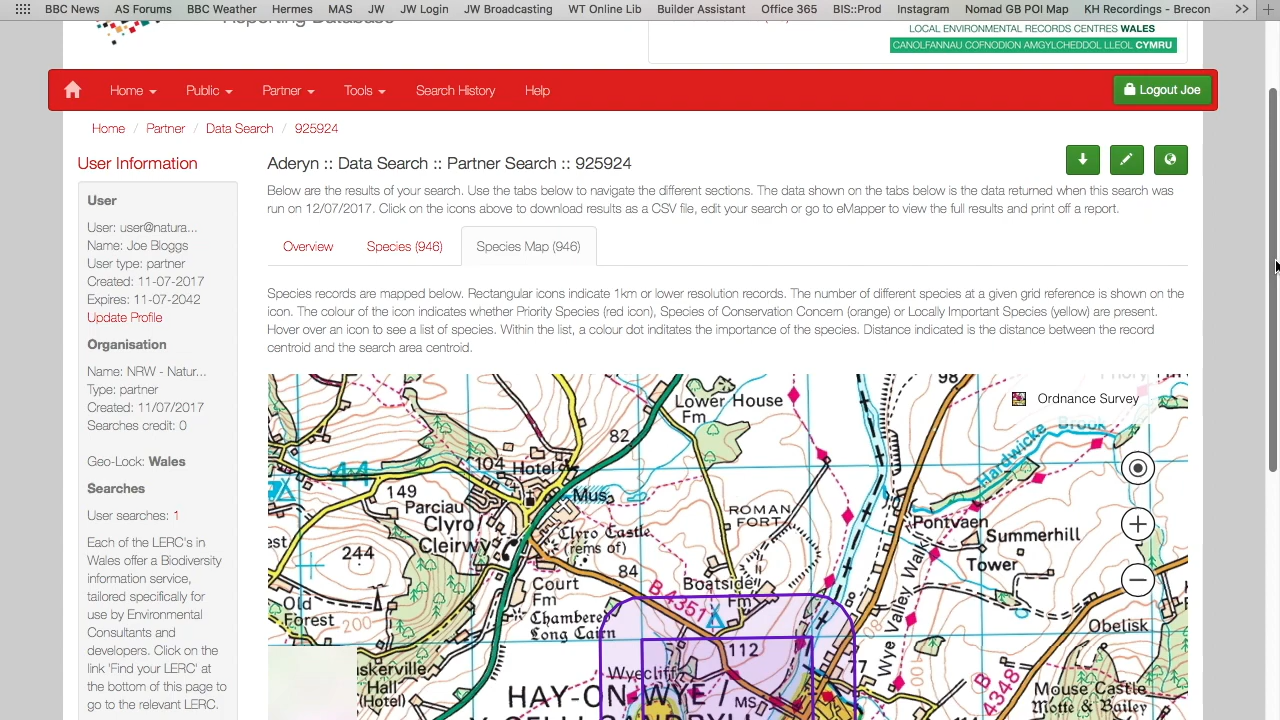 BBC News AS Forums BBC Weather Hermes MAS JW JW Login JW Broadcasting WT Online Lib Builder Assistant Office 365 BIS::Prod Instagram Nomad GB POI Map KH Recordings - Brecon
Reporting Database
LOCAL ENVIRONMENTAL RECORDS CENTRES WALES
CANOLFANNAU COFNODION AMGYLCHEDDOL LLEOL CYMRU
Home Public Partner Tools Search History Help Logout Joe
Home / Partner / Data Search / 925924
User Information
User
User: user@natura...
Name: Joe Bloggs
User type: partner
Created: 11-07-2017
Expires: 11-07-2042
Update Profile
Organisation
Name: NRW - Natur...
Type: partner
Created: 11/07/2017
Searches credit: 0
Geo-Lock: Wales
Searches
User searches: 1
Each of the LERC's in
Wales offer a Biodiversity
information service,
tailored specifically for
use by Environmental
Consultants and
developers. Click on the
link 'Find your LERC' at
the bottom of this page to
go to the relevant LERC.
Aderyn :: Data Search :: Partner Search :: 925924
Below are the results of your search. Use the tabs below to navigate the different sections. The data shown on the tabs below is the data returned when this search was
run on 12/07/2017. Click on the icons above to download results as a CSV file, edit your search or go to eMapper to view the full results and print off a report.
Overview Species (946) Species Map (946)
Species records are mapped below. Rectangular icons indicate 1km or lower resolution records. The number of different species at a given grid reference is shown on the
icon. The colour of the icon indicates whether Priority Species (red icon), Species of Conservation Concern (orange) or Locally Important Species (yellow) are present.
Hover over an icon to see a list of species. Within the list, a colour dot inditates the importance of the species. Distance indicated is the distance between the record
centroid and the search area centroid.
98
Ordnance Survey
Lower House
Fm
82
Hardwicke
Brook
104 Hotel
149
Mus
Parciau
Clyro
Cleirwy
ROMAN
FORT
Clyro Castle
(rems of)
Pontvaen
Summerhill
Tower
244
84
Court
Fm
Boatside
Fm
B 4351
Old
Forest
200
Chambered
Long Cairn
Wye Valley Walk
Obelisk
112
77
Wyecliff
Hall
(Hotel)
HAY-ON-WYE /
MS
B
4348
Mouse Castle
Motte & Bailey
114